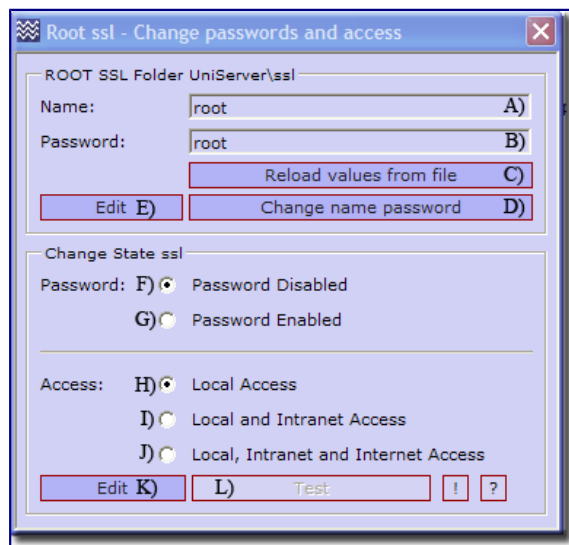 Root ssl - Change passwords and access
ROOT SSL Folder UniServer\ssl
Name: root A)
Password: root B)
Reload values from file C)
Edit E) Change name password D)
Change State ssl
Password: F) Password Disabled
G) Password Enabled
Access: H) Local Access
I) Local and Intranet Access
J) Local, Intranet and Internet Access
Edit K) L) Test ! ?